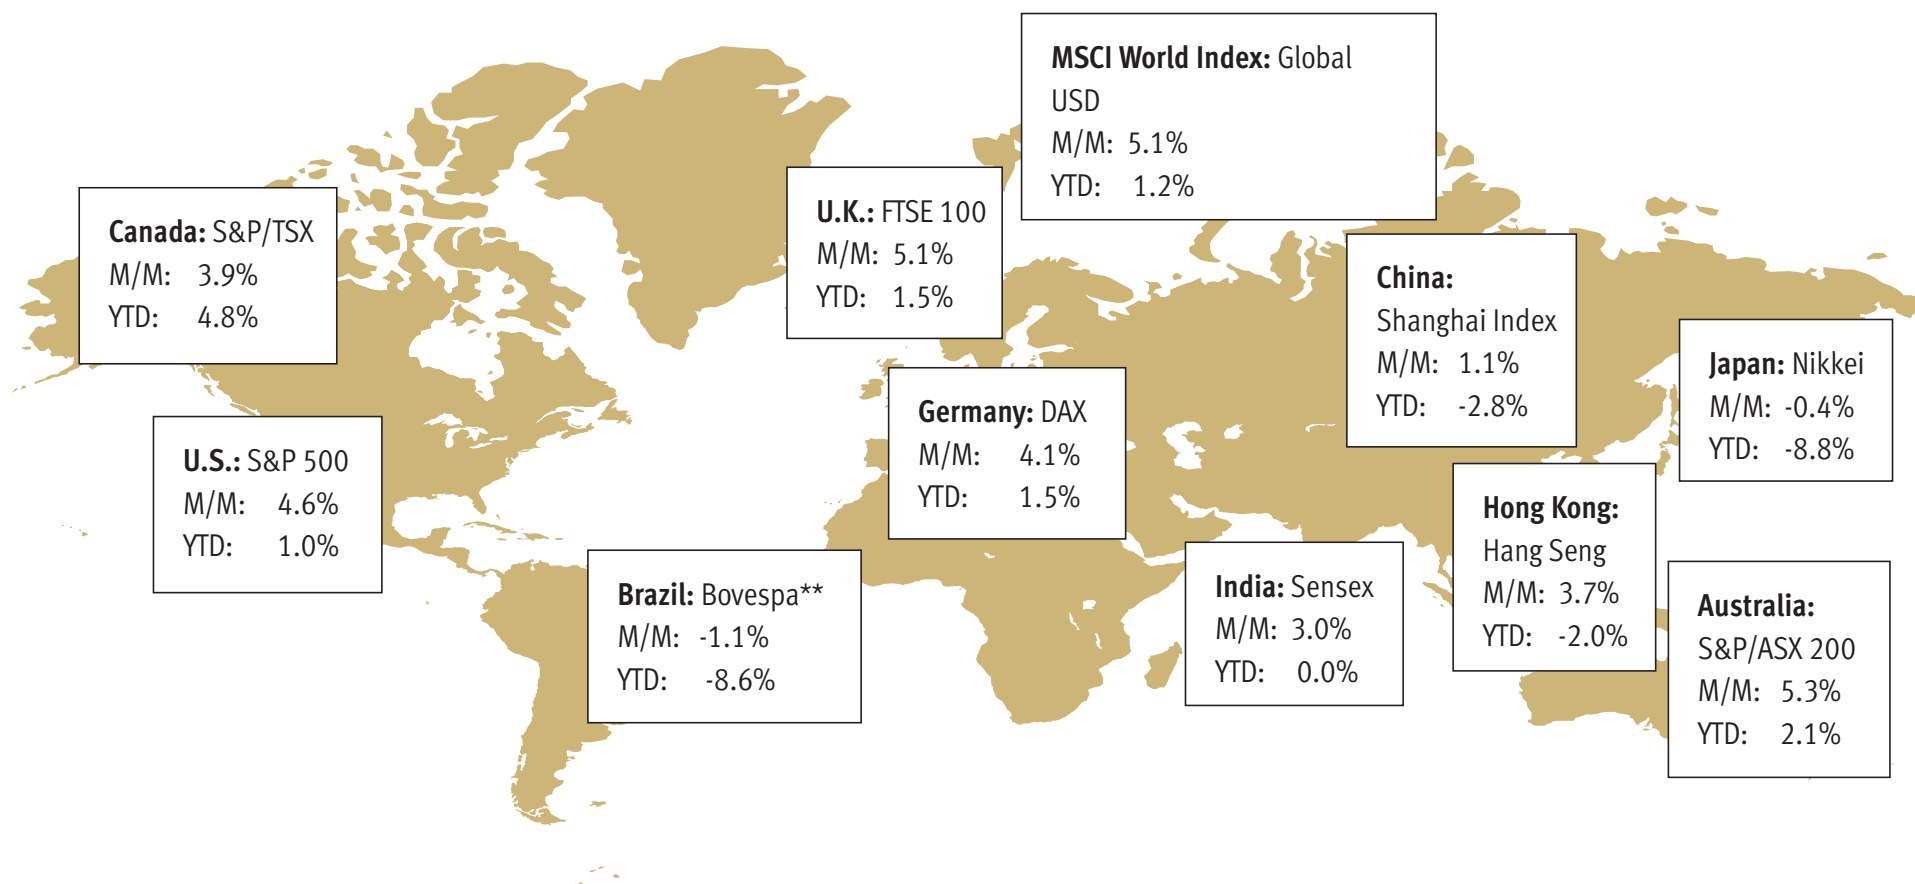 MSCI World Index: Global
USD
M/M: 5.1%
YTD: 1.2%
Canada: S&P/TSX
M/M: 3.9%
YTD: 4.8%
U.K.: FTSE 100
M/M: 5.1%
YTD: 1.5%
China:
Shanghai Index
M/M: 1.1%
YTD: -2.8%
Japan: Nikkei
M/M: -0.4%
YTD: -8.8%
Germany: DAX
M/M: 4.1%
YTD: 1.5%
U.S.: S&P 500
M/M: 4.6%
YTD: 1.0%
Hong Kong:
Hang Seng
M/M: 3.7%
YTD: -2.0%
Brazil: Bovespa**
M/M: -1.1%
YTD: -8.6%
India: Sensex
M/M: 3.0%
YTD: 0.0%
Australia:
S&P/ASX 200
M/M: 5.3%
YTD: 2.1%